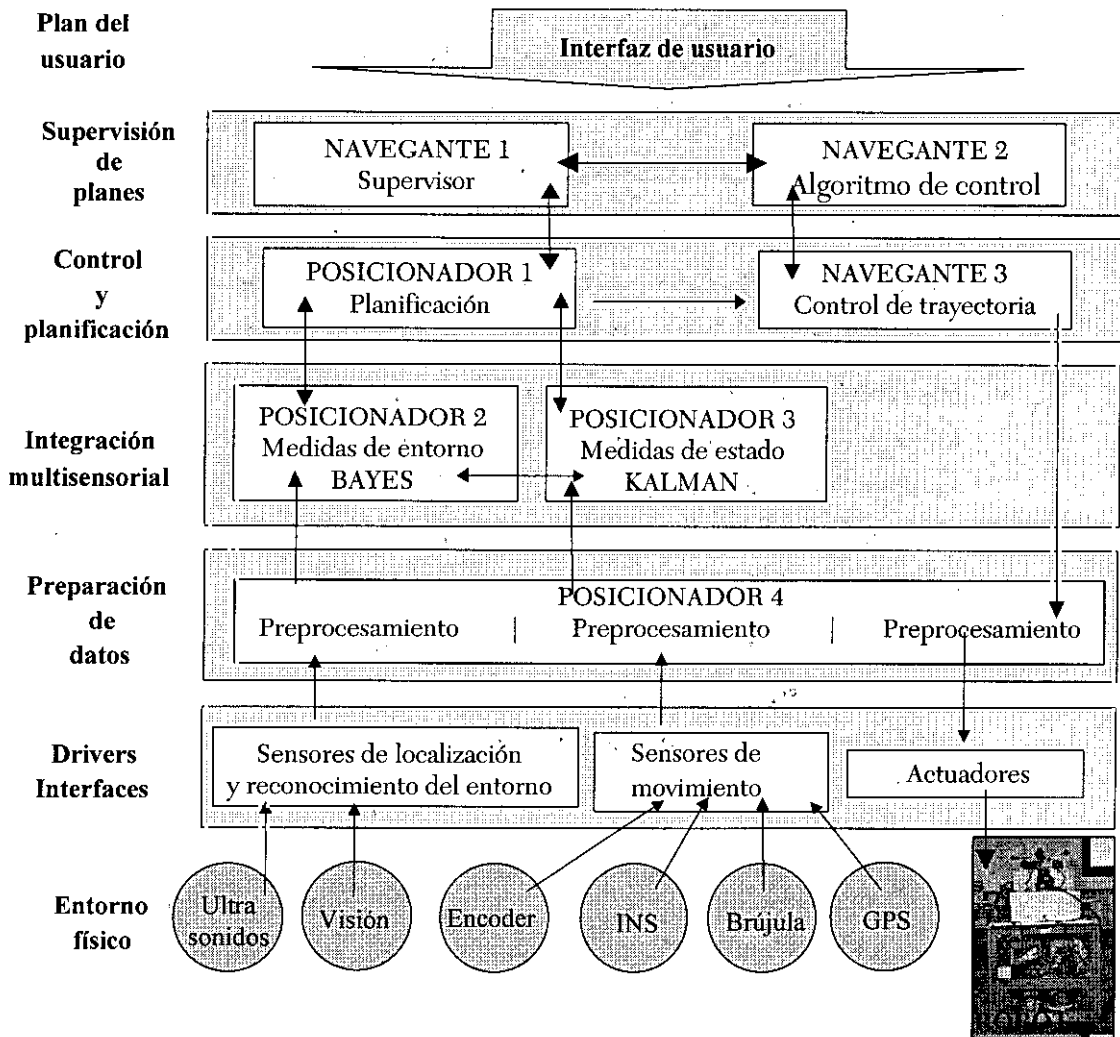 Plan del
usuario
Interfaz de usuario
Supervisión
de
planes
NAVEGANTE 1
Supervisor
NAVEGANTE 2
Algoritmo de control
Control
y
planificación
POSICIONADOR 1
Planificación
NAVEGANTE 3
Control de trayectoria
Integración
multisensorial
POSICIONADOR 2
Medidas de entorno
BAYES
POSICIONADOR 3
Medidas de estado
KALMAN
Preparación
de
datos
POSICIONADOR 4
Preprocesamiento | Preprocesamiento | Preprocesamiento
Drivers
Interfaces
Sensores de localización
y reconocimiento del entorno
Sensores de
movimiento
Actuadores
Entorno
físico
Ultra
sonidos
Visión
Encoder
INS
Brújula
GPS
ROBOT